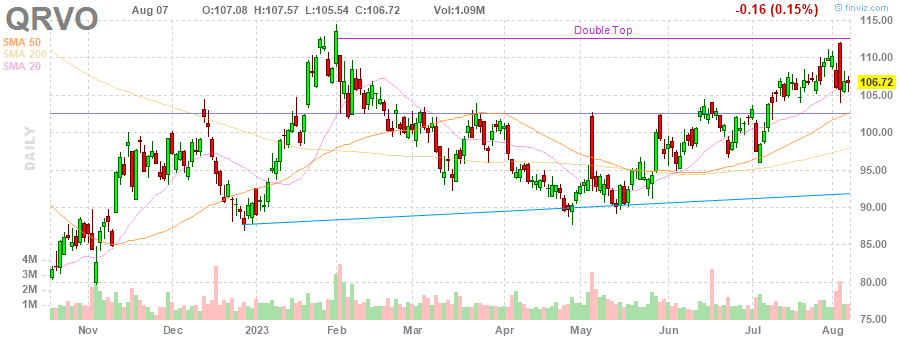 QRVO Aug 07 O:107.08 H:107.57 L:105.54 C:106.72 Vol:1.09M -0.16 (0.15%) © finviz.com
SMA 50
SMA 200
SMA 20
Double Top
DAILY
115.00
110.00
106.72
105.00
100.00
95.00
90.00
85.00
80.00
75.00
4M
3M
2M
1M
Nov Dec 2023 Feb Mar Apr May Jun Jul Aug